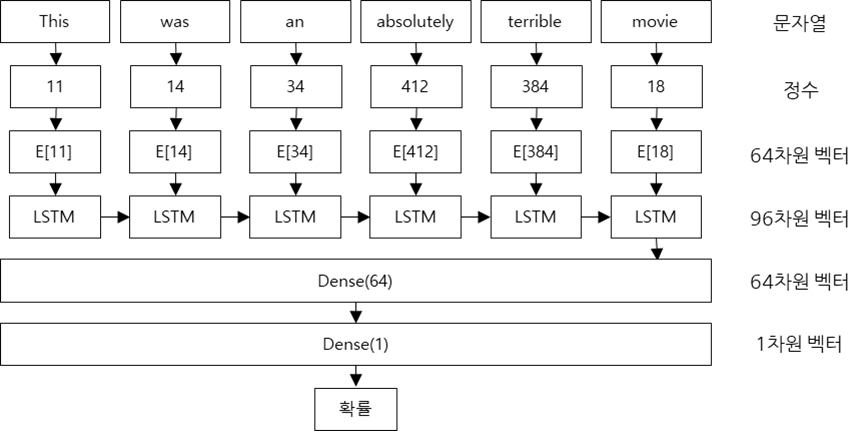 This was an absolutely terrible movie 문자열
11 14 34 412 384 18 정수
E[11] E[14] E[34] E[412] E[384] E[18] 64차원 벡터
LSTM LSTM LSTM LSTM LSTM LSTM 96차원 벡터
Dense(64) 64차원 벡터
Dense(1) 1차원 벡터
확률